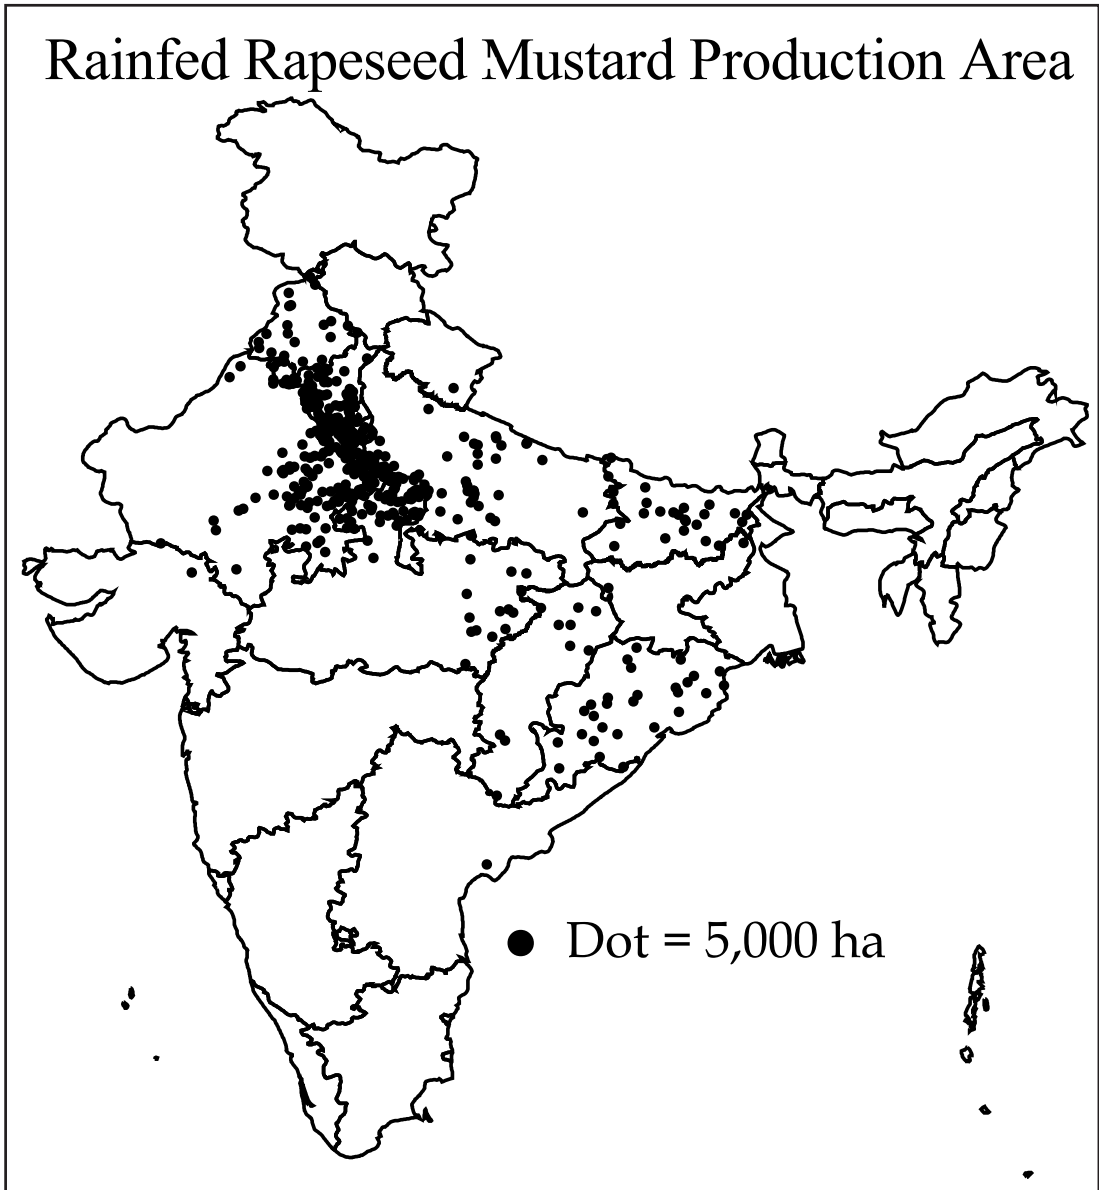 Rainfed Rapeseed Mustard Production Area
Dot = 5,000 ha